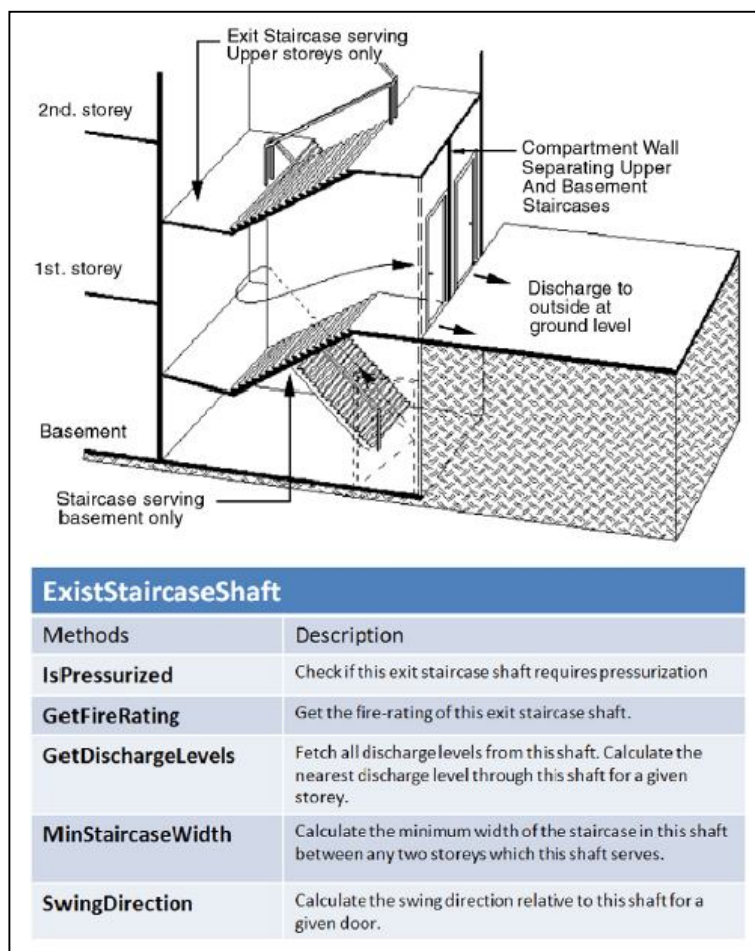 Exit Staircase serving
Upper storeys only
2nd. storey
Compartment Wall
Separating Upper
And Basement
Staircases
1st. storey
Discharge to
outside at
ground level
Basement
Staircase serving
basement only
ExistStaircaseShaft
Methods
Description
IsPressurized
Check if this exit staircase shaft requires pressurization
GetFireRating
Get the fire-rating of this exit staircase shaft.
GetDischargeLevels
Fetch all discharge levels from this shaft. Calculate the
nearest discharge level through this shaft for a given
storey.
MinStaircaseWidth
Calculate the minimum width of the staircase in this shaft
between any two storeys which this shaft serves.
SwingDirection
Calculate the swing direction relative to this shaft for a
given door.